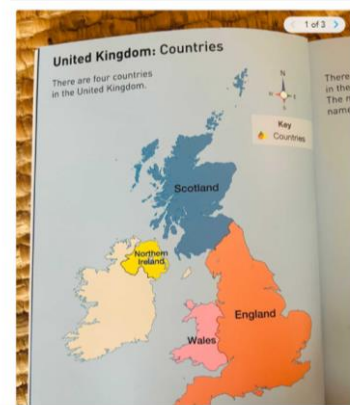 1 of 3
United Kingdom: Countries
There are four countries
in the United Kingdom.
N
There
in the
The
name
Key
Countries
Scotland
Northern
Ireland
England
Wales